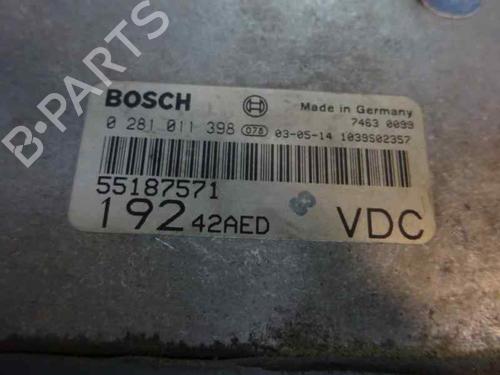 BOSCH
Made in Germany
7463 0099
0 281 011 398 078 03-05-14 1039S02357
55187571
192 42AED VDC
B-PARTS